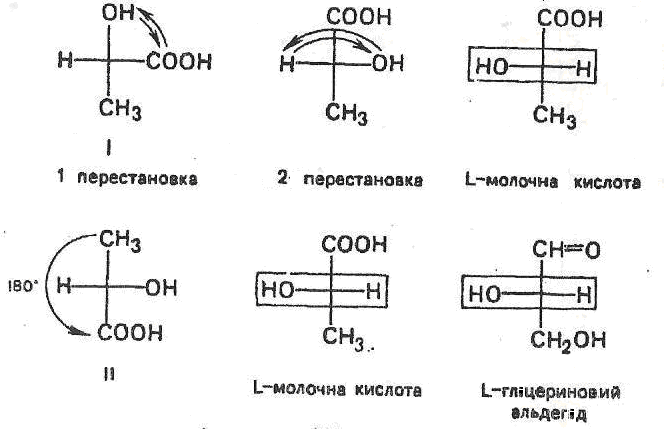 OH
COOH
COOH
H
COOH
H
OH
HO
H
CH₃
CH₃
CH₃
I
1 перестановка
2 перестановка
L–молочна кислота
CH₃
COOH
CH=O
180°
H
OH
HO
H
HO
H
COOH
CH₃
CH₂OH
II
L–молочна кислота
L–гліцериновий
альдегід